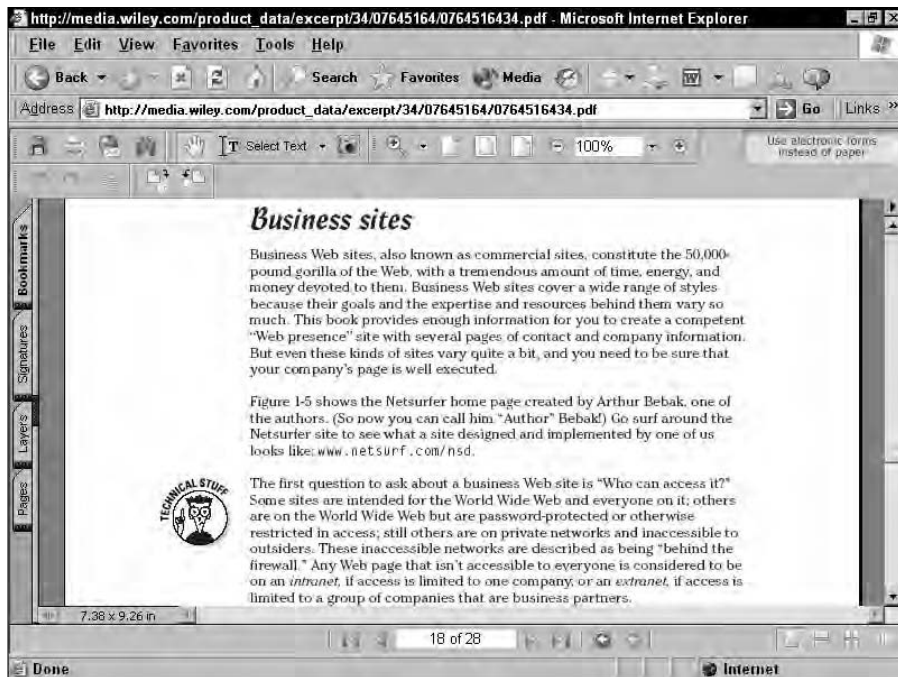 http://media.wiley.com/product_data/excerpt/34/07645164/0764516434.pdf - Microsoft Internet Explorer
File Edit View Favorites Tools Help
Back Search Favorites Media
Address http://media.wiley.com/product_data/excerpt/34/07645164/0764516434.pdf Go Links »
Select Text 100% Use electronic forms
instead of paper
Bookmarks
Signatures
Layers
Pages
Business sites
Business Web sites, also known as commercial sites, constitute the 50,000-
pound gorilla of the Web, with a tremendous amount of time, energy, and
money devoted to them. Business Web sites cover a wide range of styles
because their goals and the expertise and resources behind them vary so
much. This book provides enough information for you to create a competent
“Web presence” site with several pages of contact and company information.
But even these kinds of sites vary quite a bit, and you need to be sure that
your company's page is well executed.
Figure 1-5 shows the Netsurfer home page created by Arthur Bebak, one of
the authors. (So now you can call him “Author” Bebak!) Go surf around the
Netsurfer site to see what a site designed and implemented by one of us
looks like: www.netsurf.com/nsd.
TECHNICAL STUFF
The first question to ask about a business Web site is “Who can access it?”
Some sites are intended for the World Wide Web and everyone on it; others
are on the World Wide Web but are password-protected or otherwise
restricted in access; still others are on private networks and inaccessible to
outsiders. These inaccessible networks are described as being “behind the
firewall.” Any Web page that isn't accessible to everyone is considered to be
on an intranet, if access is limited to one company, or an extranet, if access is
limited to a group of companies that are business partners.
7.38 x 9.26 in
18 of 28
Done Internet